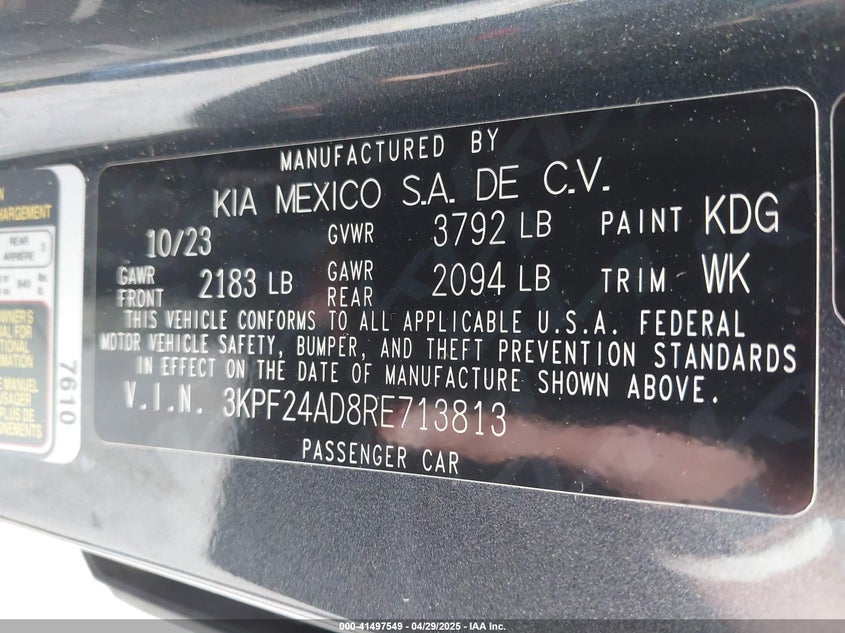 MANUFACTURED BY
KIA MEXICO S.A. DE C.V.
10/23 GVWR 3792 LB PAINT KDG
GAWR FRONT 2183 LB GAWR REAR 2094 LB TRIM WK
THIS VEHICLE CONFORMS TO ALL APPLICABLE U.S.A. FEDERAL
MOTOR VEHICLE SAFETY, BUMPER, AND THEFT PREVENTION STANDARDS
IN EFFECT ON THE DATE OF MANUFACTURE SHOWN ABOVE.
V.I.N. 3KPF24AD8RE713813
PASSENGER CAR
REAR
ARRIÈRE 3
7610
000-41497549 - 04/29/2025 - IAA Inc.